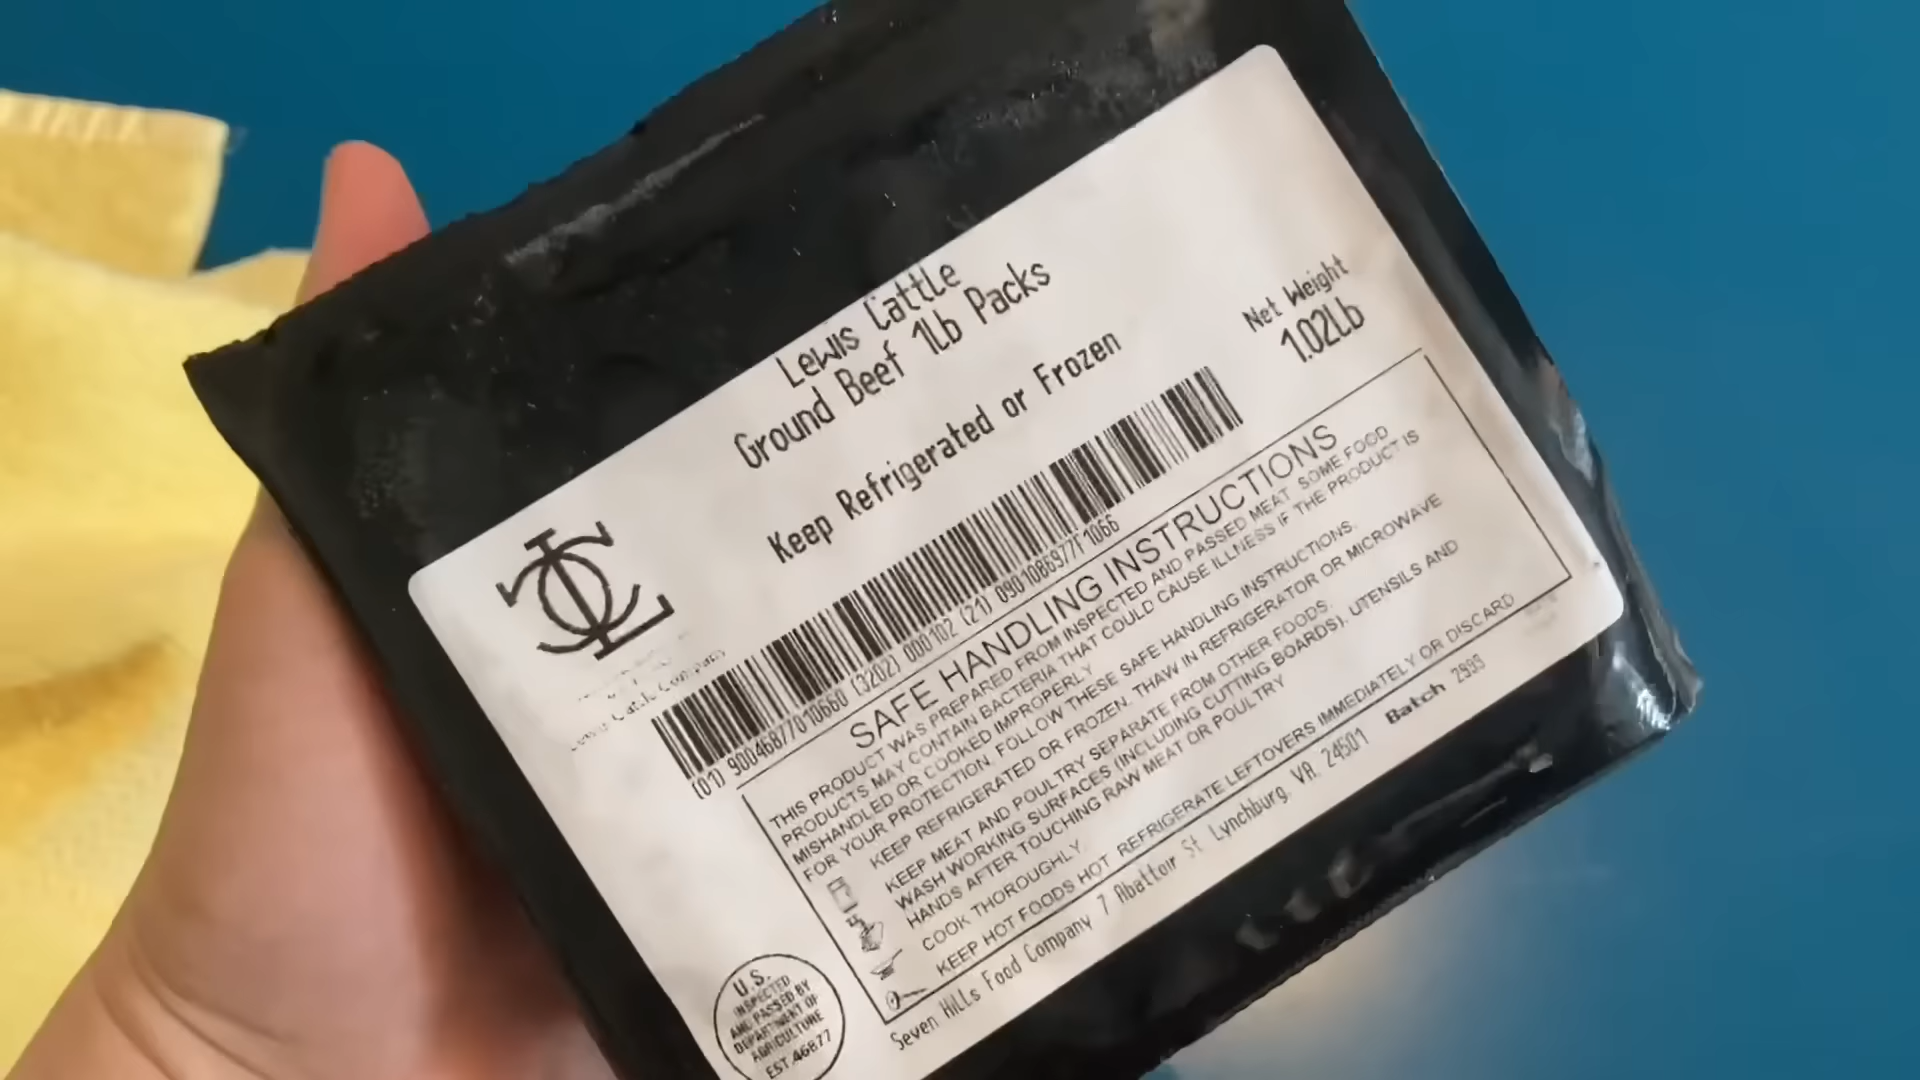 Lewis Cattle
Ground Beef 1Lb Packs
Keep Refrigerated or Frozen
Net Weight
1.02Lb
Lewis Cattle Company
(01) 90046877010660 (3202) 000102 (21) 0901086977F1066
SAFE HANDLING INSTRUCTIONS
THIS PRODUCT WAS PREPARED FROM INSPECTED AND PASSED MEAT. SOME FOOD
PRODUCTS MAY CONTAIN BACTERIA THAT COULD CAUSE ILLNESS IF THE PRODUCT IS
MISHANDLED OR COOKED IMPROPERLY
FOR YOUR PROTECTION, FOLLOW THESE SAFE HANDLING INSTRUCTIONS.
KEEP REFRIGERATED OR FROZEN. THAW IN REFRIGERATOR OR MICROWAVE
KEEP MEAT AND POULTRY SEPARATE FROM OTHER FOODS.
WASH WORKING SURFACES (INCLUDING CUTTING BOARDS), UTENSILS AND
HANDS AFTER TOUCHING RAW MEAT OR POULTRY
COOK THOROUGHLY.
KEEP HOT FOODS HOT REFRIGERATE LEFTOVERS IMMEDIATELY OR DISCARD
Seven Hills Food Company 7 Abattoir St Lynchburg, VA, 24501
Batch 2995
U.S.
INSPECTED
AND PASSED BY
DEPARTMENT OF
AGRICULTURE
EST.46877